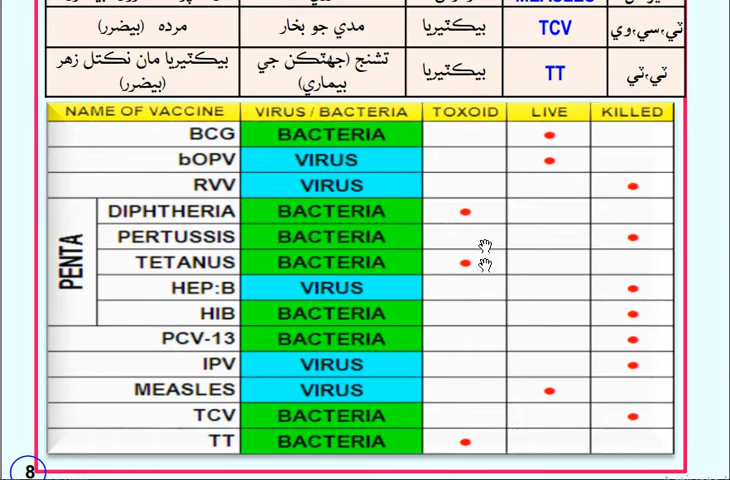 TCV بيڪٽيريا مدي جو بخار مرده (بيضرر) ٽي،سي،وي
ٽي،ٽي TT بيڪٽيريا تشنج (جهٽڪن جي بيماري) بيڪٽيريا مان نڪتل زهر (بيضرر)
NAME OF VACCINE VIRUS / BACTERIA TOXOID LIVE KILLED
BCG BACTERIA
bOPV VIRUS
RVV VIRUS
PENTA
DIPHTHERIA BACTERIA
PERTUSSIS BACTERIA
TETANUS BACTERIA
HEP:B VIRUS
HIB BACTERIA
PCV-13 BACTERIA
IPV VIRUS
MEASLES VIRUS
TCV BACTERIA
TT BACTERIA
8